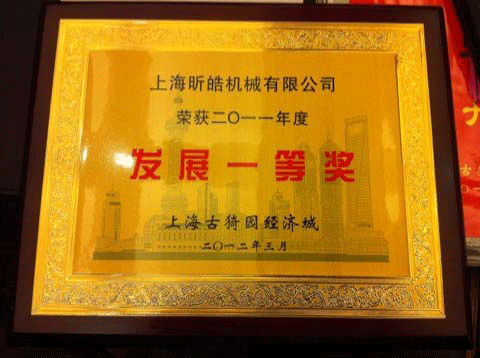 上海昕皓机械有限公司
荣获二〇一一年度
发展一等奖
上海古猗园经济城
二〇一二年三月